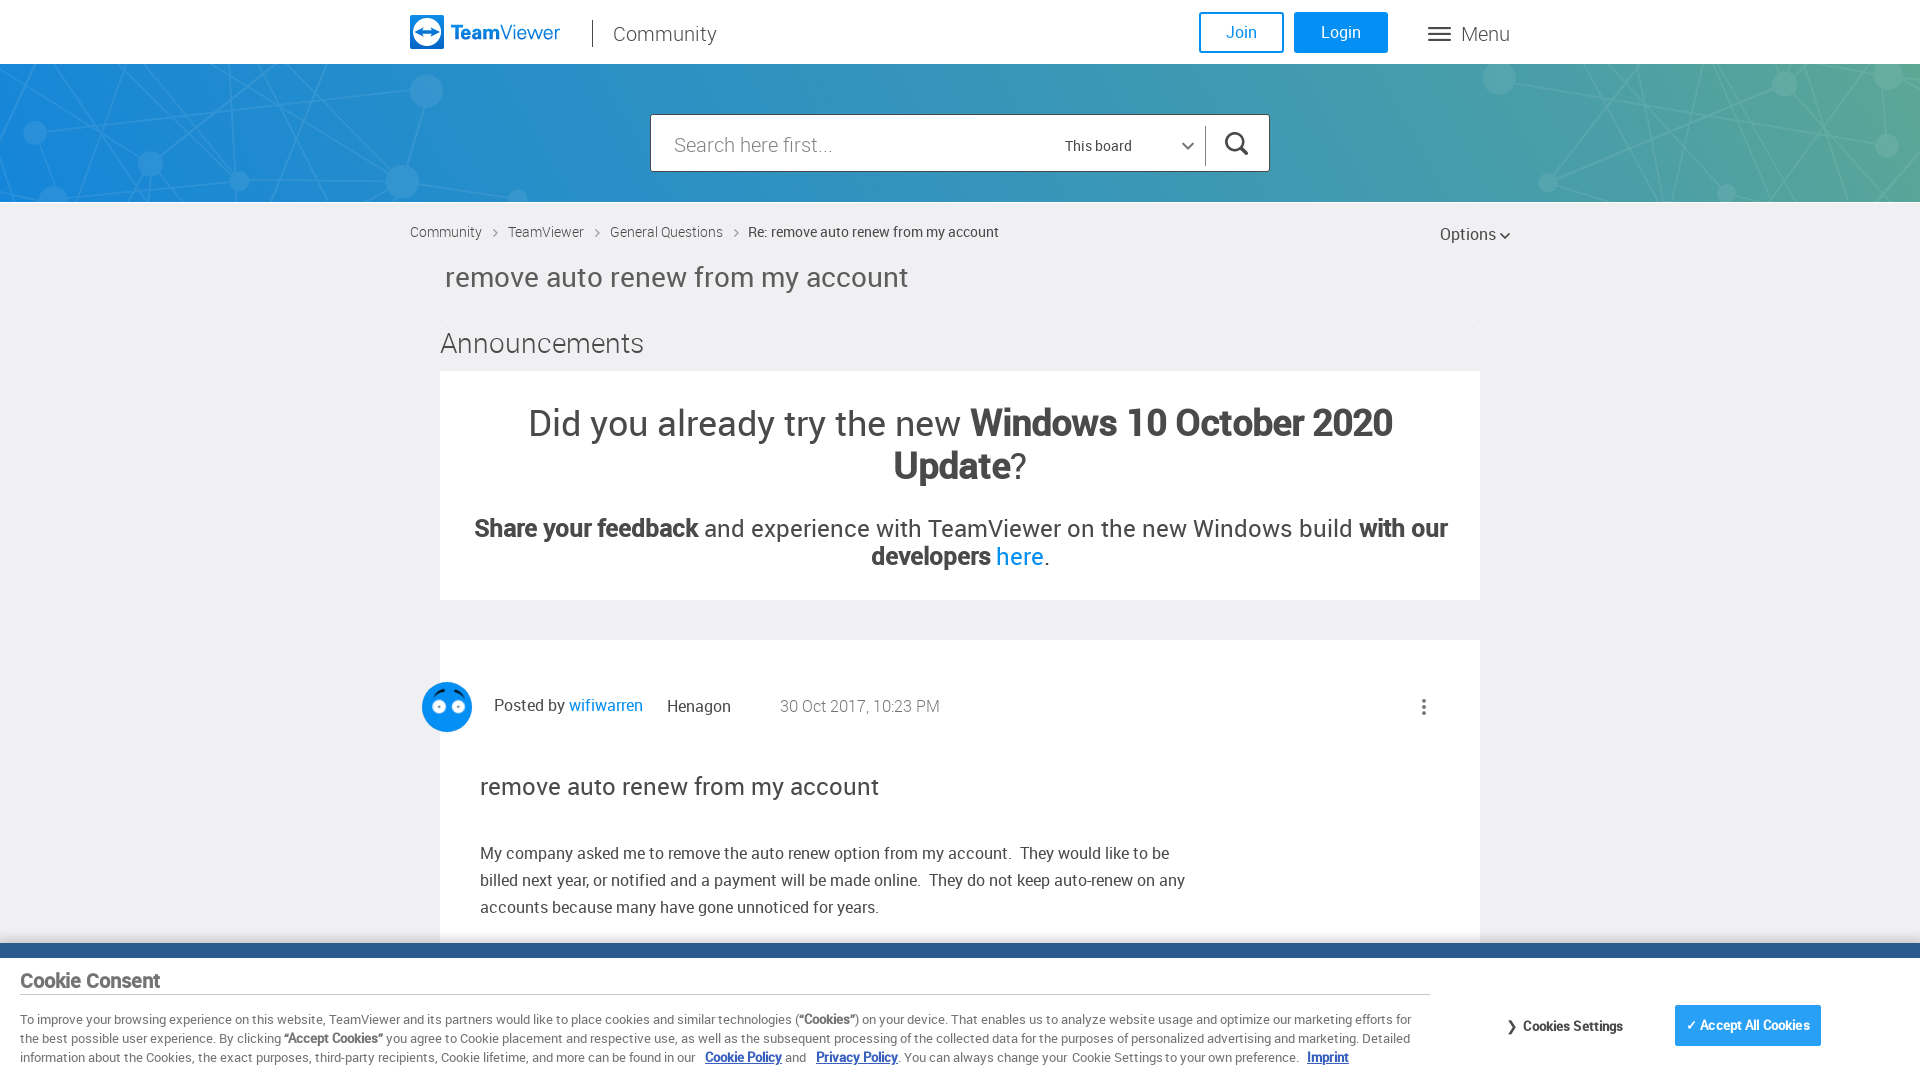 TeamViewer Community Join Login Menu
Search here first... This board
Community TeamViewer General Questions Re: remove auto renew from my account Options
remove auto renew from my account
Announcements
Did you already try the new Windows 10 October 2020
Update?
Share your feedback and experience with TeamViewer on the new Windows build with our
developers here.
Posted by wifiwarren Henagon 30 Oct 2017, 10:23 PM
remove auto renew from my account
My company asked me to remove the auto renew option from my account.  They would like to be
billed next year, or notified and a payment will be made online.  They do not keep auto-renew on any
accounts because many have gone unnoticed for years.
Cookie Consent
To improve your browsing experience on this website, TeamViewer and its partners would like to place cookies and similar technologies (“Cookies”) on your device. That enables us to analyze website usage and optimize our marketing efforts for
the best possible user experience. By clicking “Accept Cookies” you agree to Cookie placement and respective use, as well as the subsequent processing of the collected data for the purposes of personalized advertising and marketing. Detailed
information about the Cookies, the exact purposes, third-party recipients, Cookie lifetime, and more can be found in our Cookie Policy and Privacy Policy. You can always change your Cookie Settings to your own preference. Imprint
❯ Cookies Settings ✓ Accept All Cookies